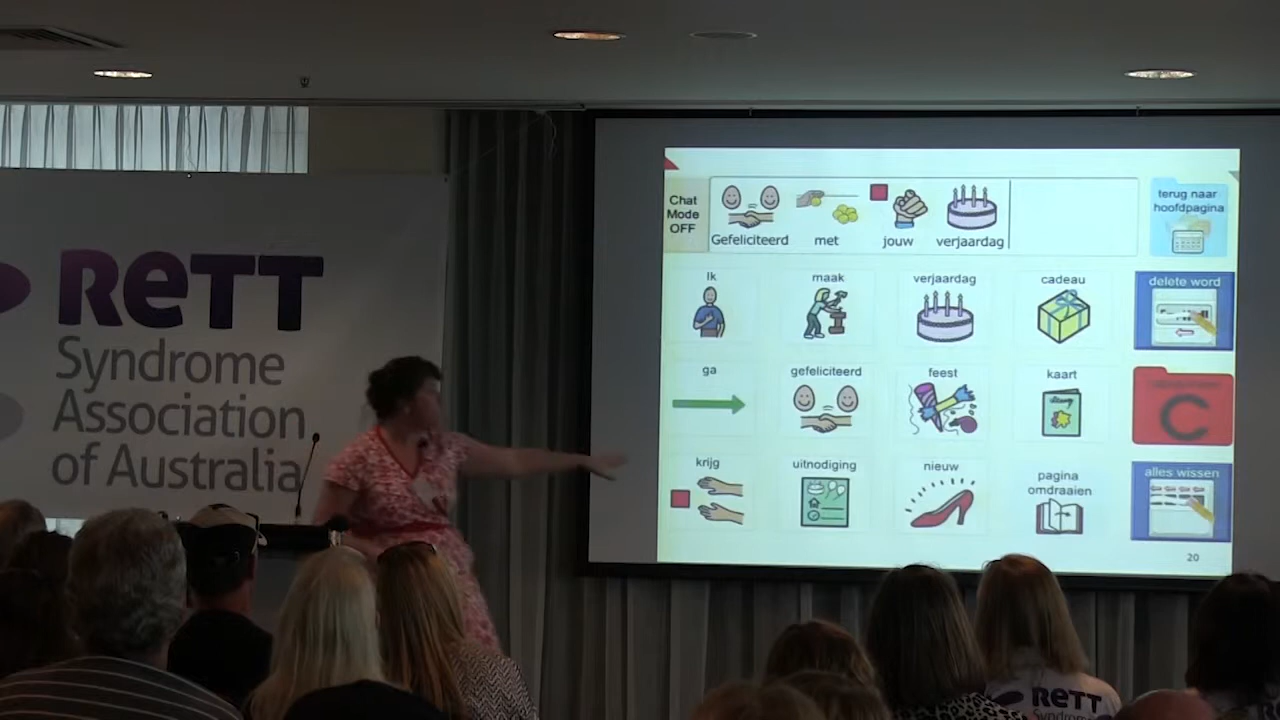 RETT
Syndrome
Association
of Australia
Chat
Mode
OFF
Gefeliciteerd met jouw verjaardag
terug naar
hoofdpagina
Ik maak verjaardag cadeau delete word
ga gefeliciteerd feest kaart
C
krijg uitnodiging nieuw pagina
omdraaien
alles wissen
20
RETT
Syndrome